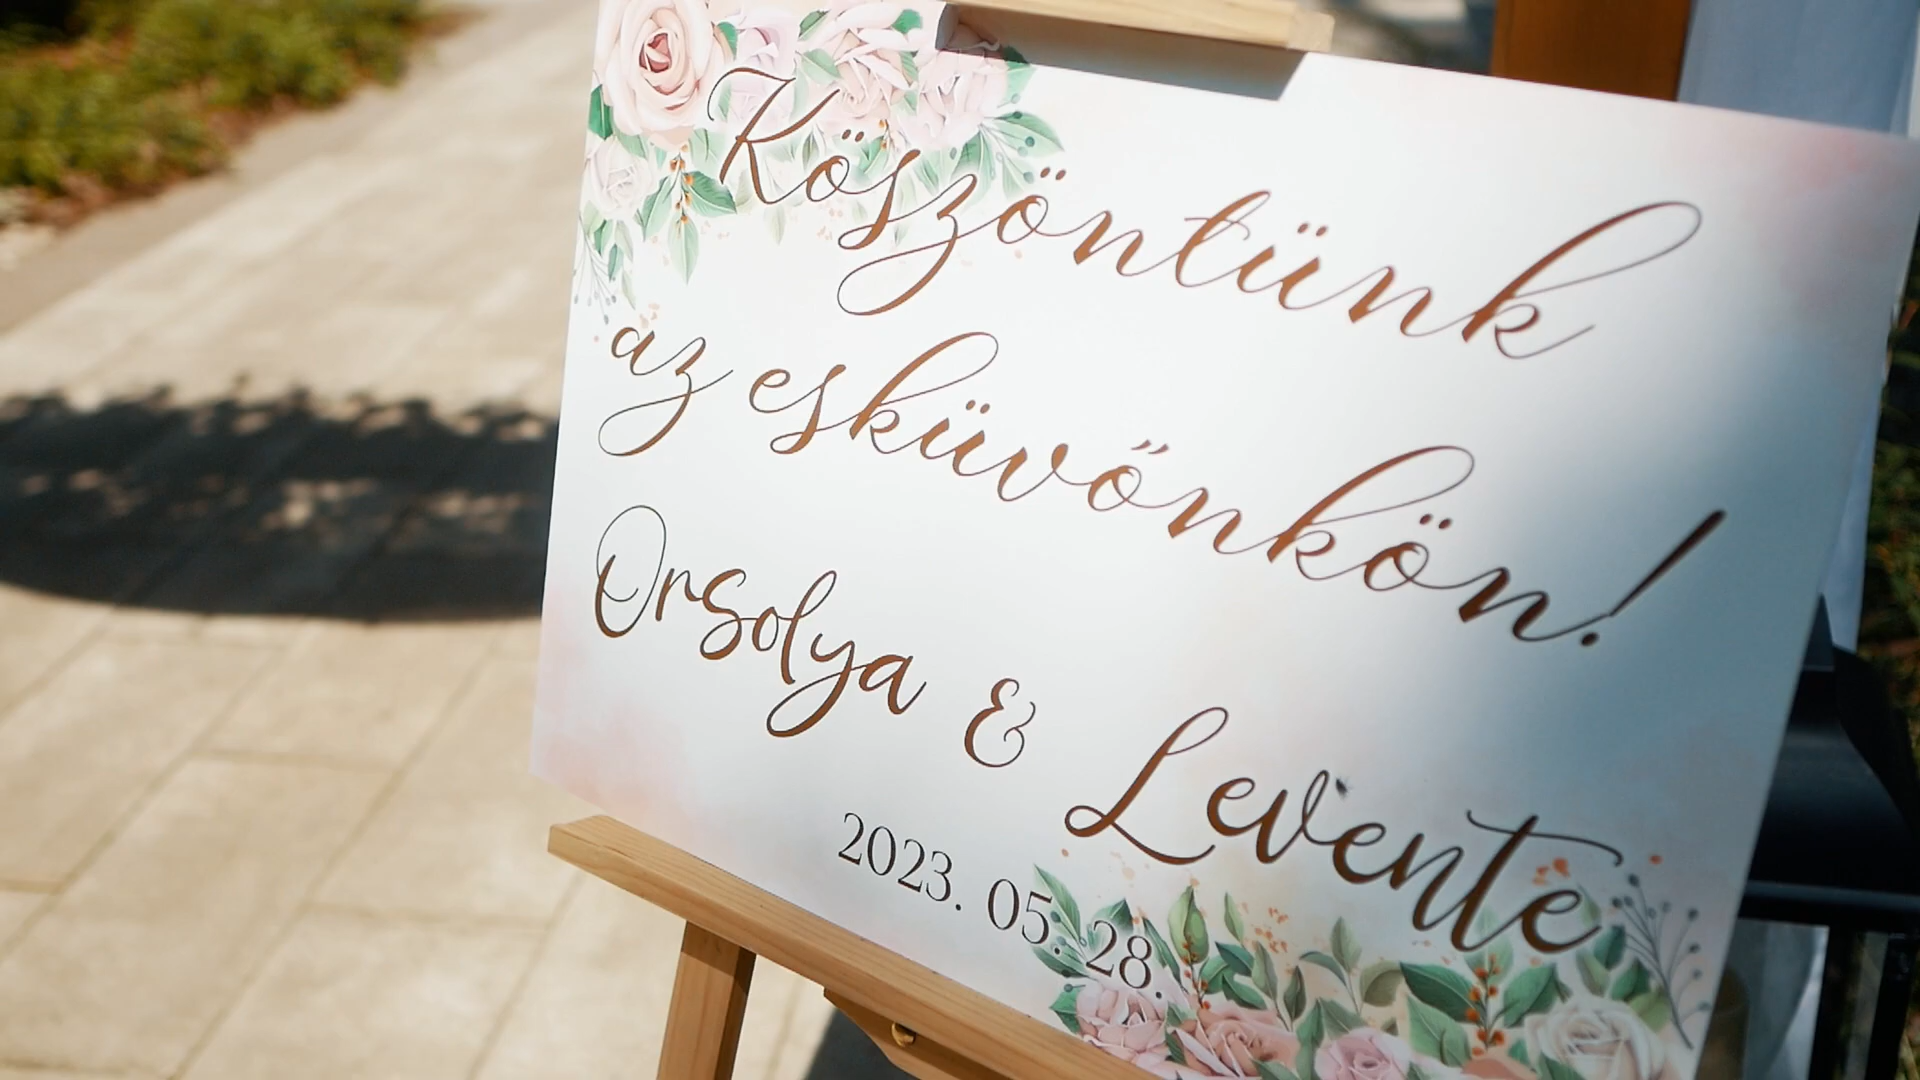 Köszöntünk
az esküvőnkön!
Orsolya & Levente
2023. 05. 28.